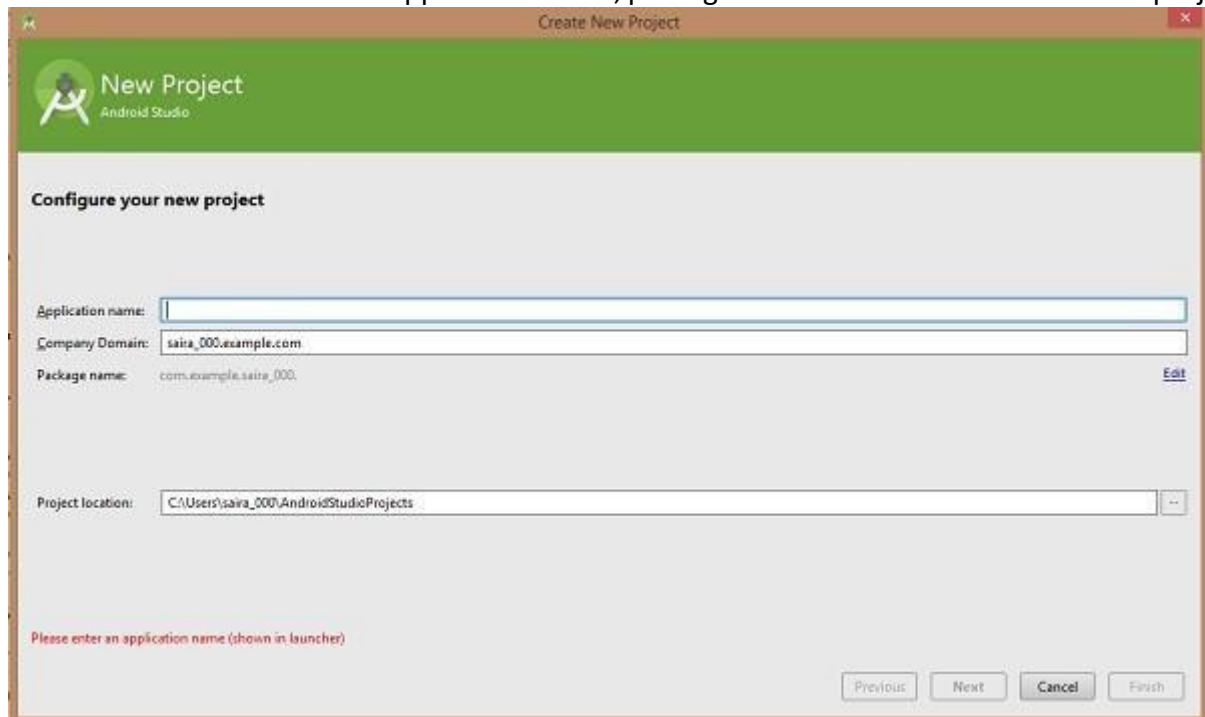 Create New Project
New Project
Android Studio
Configure your new project
Application name:
Company Domain: saira_000.example.com
Package name: com.example.saira_000.
Edit
Project location: C:\Users\saira_000\AndroidStudioProjects
...
Please enter an application name (shown in launcher)
Previous Next Cancel Finish